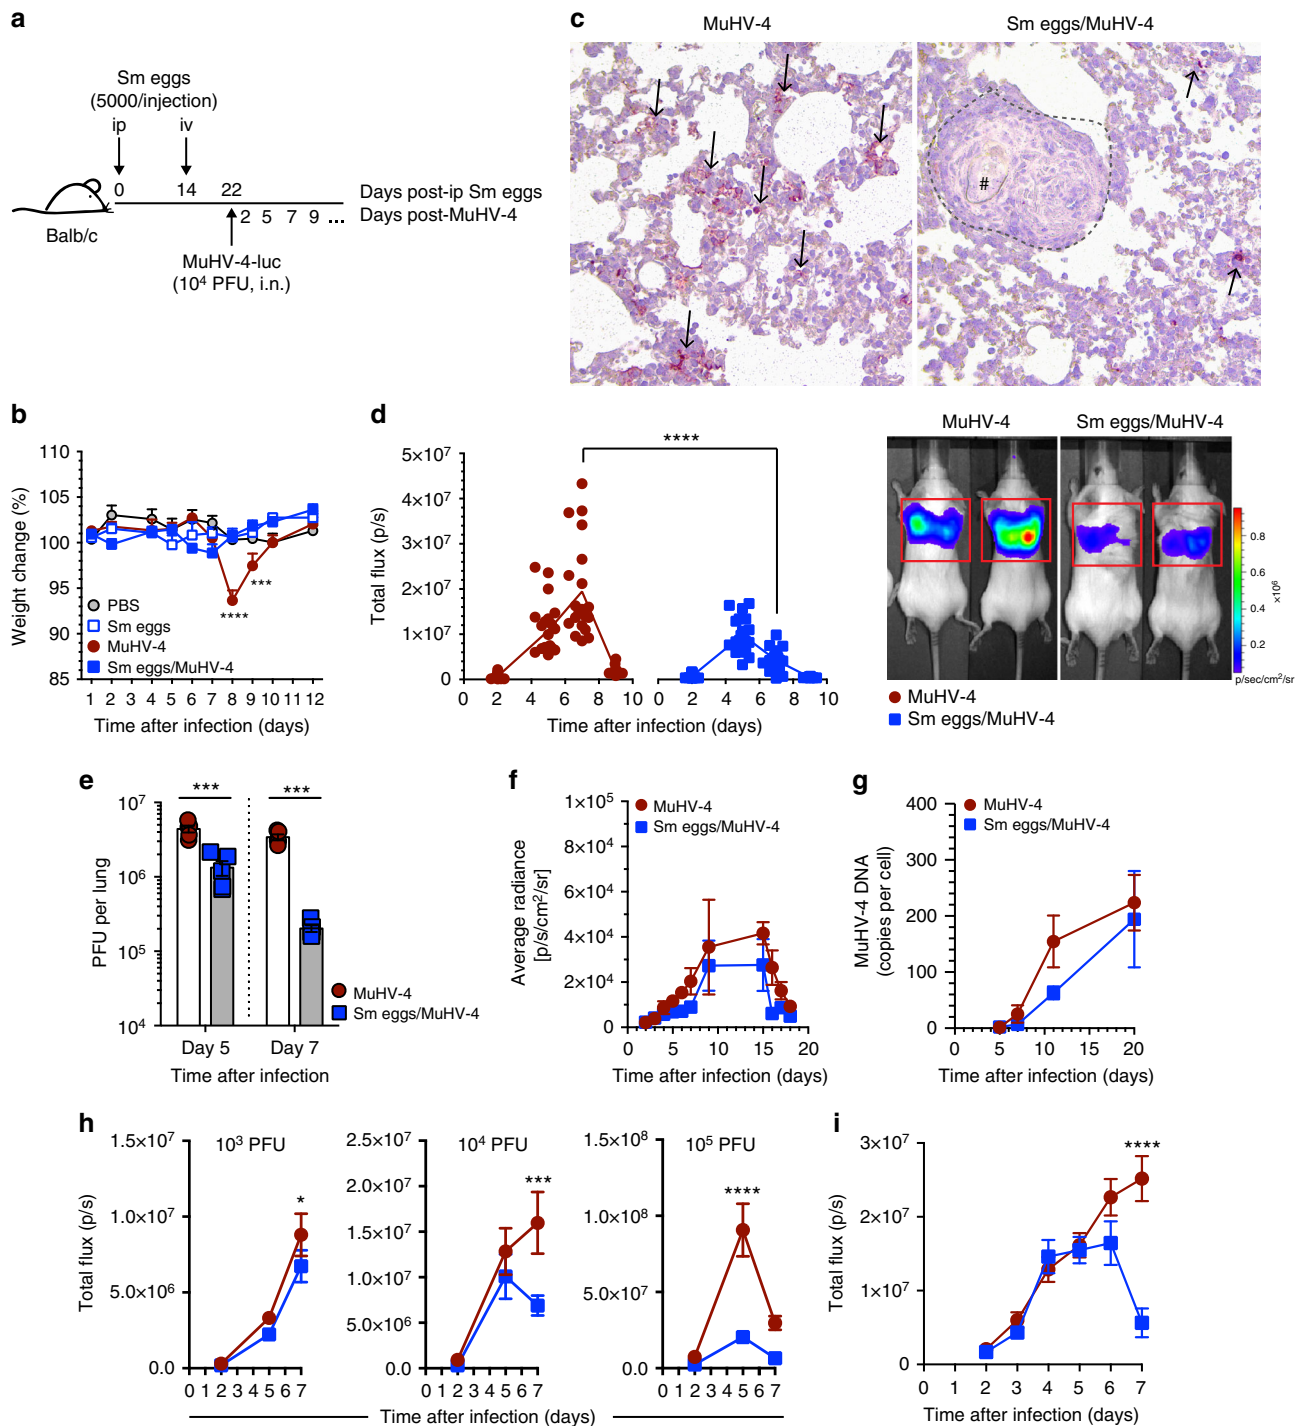 a
Sm eggs
(5000/injection)
ip iv
0 14 22 Days post-ip Sm eggs
2 5 7 9 ... Days post-MuHV-4
Balb/c
MuHV-4-luc
(10⁴ PFU, i.n.)
c
MuHV-4 Sm eggs/MuHV-4
#
b
110
105
100
95
90
85
Weight change (%)
*** 
****
PBS
Sm eggs
MuHV-4
Sm eggs/MuHV-4
1 2 3 4 5 6 7 8 9 10 11 12
Time after infection (days)
d
****
5×10⁷
4×10⁷
3×10⁷
2×10⁷
1×10⁷
0
Total flux (p/s)
0 2 4 6 8 10 0 2 4 6 8 10
Time after infection (days) Time after infection (days)
MuHV-4 Sm eggs/MuHV-4
0.8
0.6
0.4
0.2
×10⁶
p/sec/cm²/sr
MuHV-4
Sm eggs/MuHV-4
e
*** ***
10⁷
10⁶
10⁵
10⁴
PFU per lung
MuHV-4
Sm eggs/MuHV-4
Day 5 Day 7
Time after infection
f
1×10⁵
8×10⁴
6×10⁴
4×10⁴
2×10⁴
0
Average radiance
[p/s/cm²/sr]
MuHV-4
Sm eggs/MuHV-4
0 5 10 15 20
Time after infection (days)
g
400
300
200
100
0
MuHV-4 DNA
(copies per cell)
MuHV-4
Sm eggs/MuHV-4
0 5 10 15 20
Time after infection (days)
h
10³ PFU
1.5×10⁷
1.0×10⁷
5.0×10⁶
0.0
Total flux (p/s)
*
0 1 2 3 4 5 6 7
10⁴ PFU
2.5×10⁷
2.0×10⁷
1.5×10⁷
1.0×10⁷
5.0×10⁶
0.0
***
0 1 2 3 4 5 6 7
10⁵ PFU
1.5×10⁸
1.0×10⁸
5.0×10⁷
0.0
****
0 1 2 3 4 5 6 7
Time after infection (days)
i
3×10⁷
2×10⁷
1×10⁷
0
Total flux (p/s)
****
0 1 2 3 4 5 6 7
Time after infection (days)